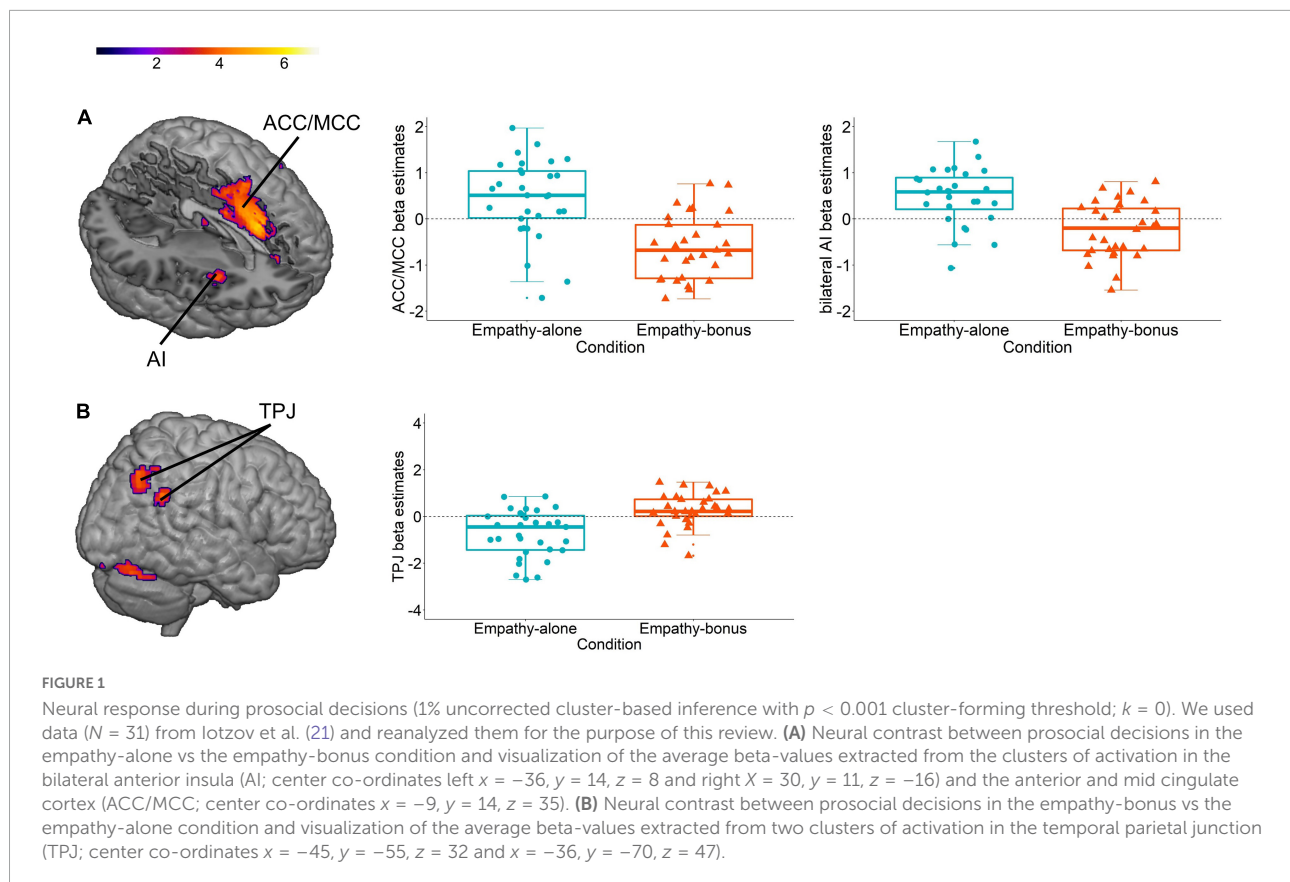 2 4 6
A
ACC/MCC
AI
ACC/MCC beta estimates
2
1
0
-1
-2
Empathy-alone Empathy-bonus
Condition
bilateral AI beta estimates
2
1
0
-1
-2
Empathy-alone Empathy-bonus
Condition
B
TPJ
TPJ beta estimates
4
2
0
-2
-4
Empathy-alone Empathy-bonus
Condition
FIGURE 1
Neural response during prosocial decisions (1% uncorrected cluster-based inference with p < 0.001 cluster-forming threshold; k = 0). We used
data (N = 31) from Iotzov et al. (21) and reanalyzed them for the purpose of this review. (A) Neural contrast between prosocial decisions in the
empathy-alone vs the empathy-bonus condition and visualization of the average beta-values extracted from the clusters of activation in the
bilateral anterior insula (AI; center co-ordinates left x = −36, y = 14, z = 8 and right X = 30, y = 11, z = −16) and the anterior and mid cingulate
cortex (ACC/MCC; center co-ordinates x = −9, y = 14, z = 35). (B) Neural contrast between prosocial decisions in the empathy-bonus vs the
empathy-alone condition and visualization of the average beta-values extracted from two clusters of activation in the temporal parietal junction
(TPJ; center co-ordinates x = −45, y = −55, z = 32 and x = −36, y = −70, z = 47).